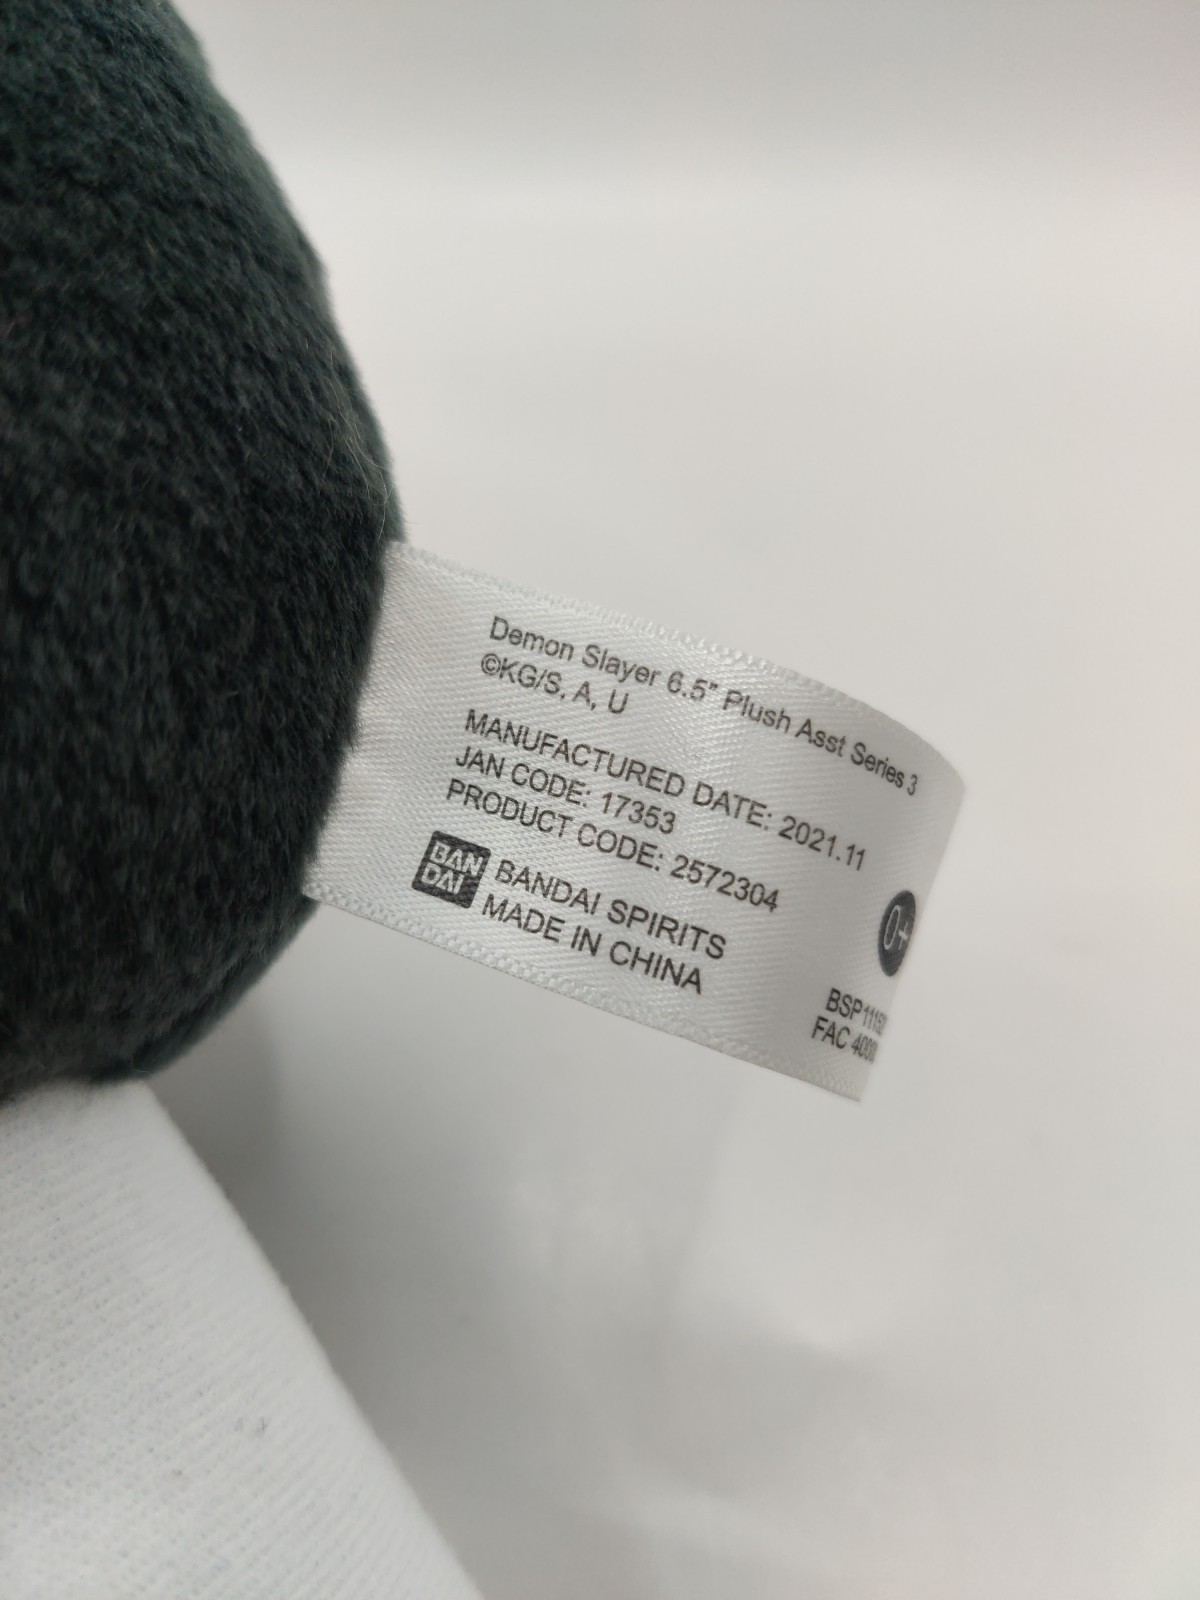 Demon Slayer 6.5" Plush Asst Series 3
©KG/S, A, U
MANUFACTURED DATE: 2021.11
JAN CODE: 17353
PRODUCT CODE: 2572304
BAN
DAI
BANDAI SPIRITS
MADE IN CHINA
0+
FAC